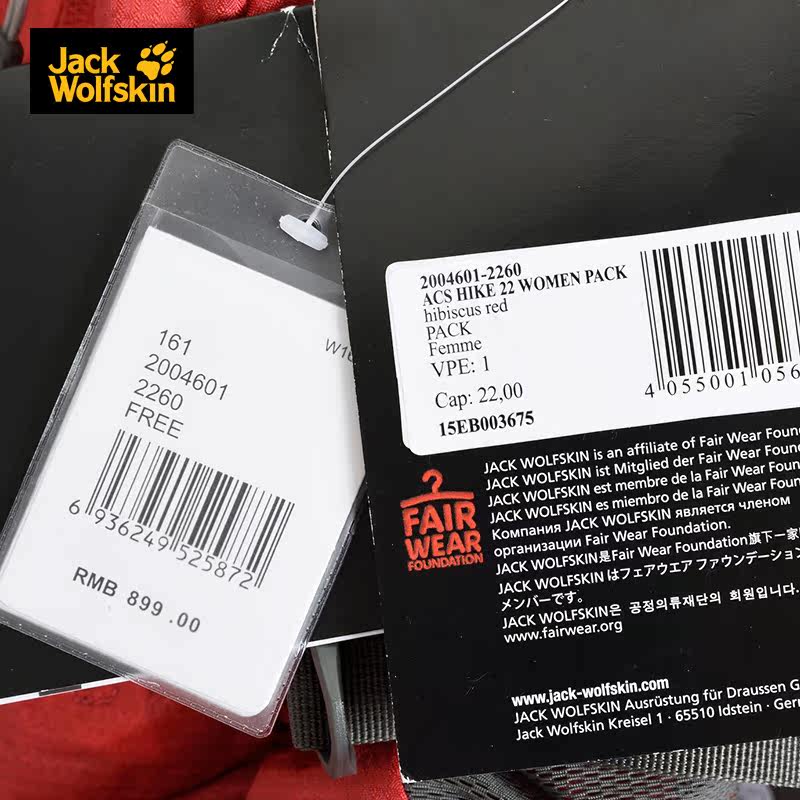 Jack
Wolfskin
161
2004601
2260
FREE
6 936249 525872
RMB 899.00
2004601-2260
ACS HIKE 22 WOMEN PACK
hibiscus red
PACK
Femme
VPE: 1
Cap: 22,00
15EB003675
4 055001 056
FAIR
WEAR
FOUNDATION
JACK WOLFSKIN is an affiliate of Fair Wear
JACK WOLFSKIN ist Mitglied der Fair Wear
JACK WOLFSKIN est membre de la Fair Wear
JACK WOLFSKIN es miembro de la Fair Wear
Компания JACK WOLFSKIN является членом
организации Fair Wear Foundation.
JACK WOLFSKIN是Fair Wear Foundation旗下一家
JACK WOLFSKIN はフェアウエア ファウンデーション
メンバーです。
JACK WOLFSKIN은 공정의류재단의 회원입니다.
www.fairwear.org
www.jack-wolfskin.com
JACK WOLFSKIN Ausrüstung für Draussen
Jack Wolfskin Kreisel 1 · 65510 Idstein ·